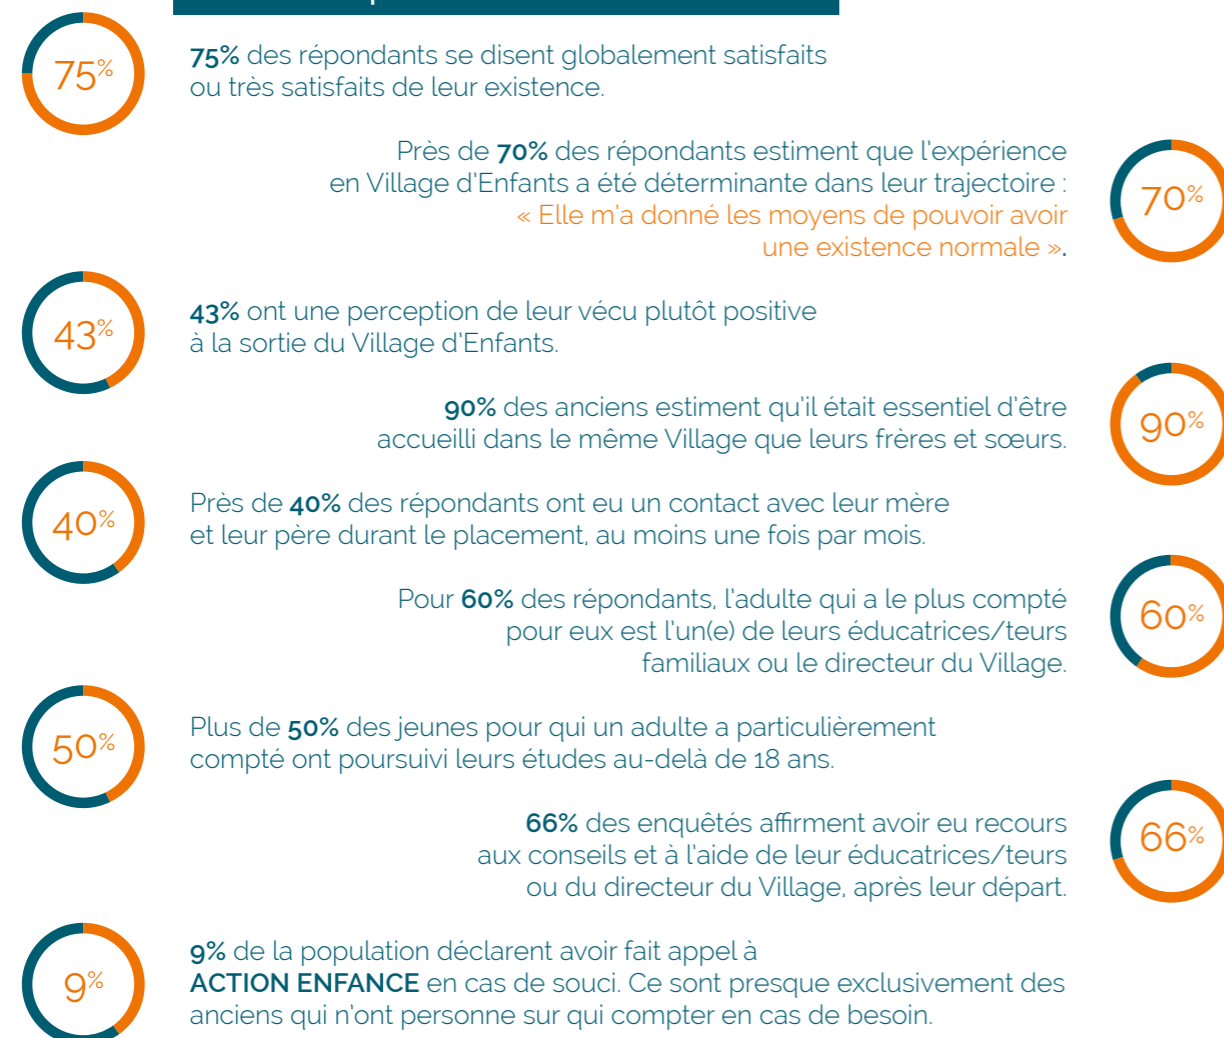 75%
75% des répondants se disent globalement satisfaits
ou très satisfaits de leur existence.
Près de 70% des répondants estiment que l'expérience
en Village d'Enfants a été déterminante dans leur trajectoire :
« Elle m'a donné les moyens de pouvoir avoir
une existence normale ».
70%
43%
43% ont une perception de leur vécu plutôt positive
à la sortie du Village d'Enfants.
90% des anciens estiment qu'il était essentiel d'être
accueilli dans le même Village que leurs frères et sœurs.
90%
40%
Près de 40% des répondants ont eu un contact avec leur mère
et leur père durant le placement, au moins une fois par mois.
Pour 60% des répondants, l'adulte qui a le plus compté
pour eux est l'un(e) de leurs éducatrices/teurs
familiaux ou le directeur du Village.
60%
50%
Plus de 50% des jeunes pour qui un adulte a particulièrement
compté ont poursuivi leurs études au-delà de 18 ans.
66% des enquêtés affirment avoir eu recours
aux conseils et à l'aide de leur éducatrices/teurs
ou du directeur du Village, après leur départ.
66%
9%
9% de la population déclarent avoir fait appel à
ACTION ENFANCE en cas de souci. Ce sont presque exclusivement des
anciens qui n'ont personne sur qui compter en cas de besoin.